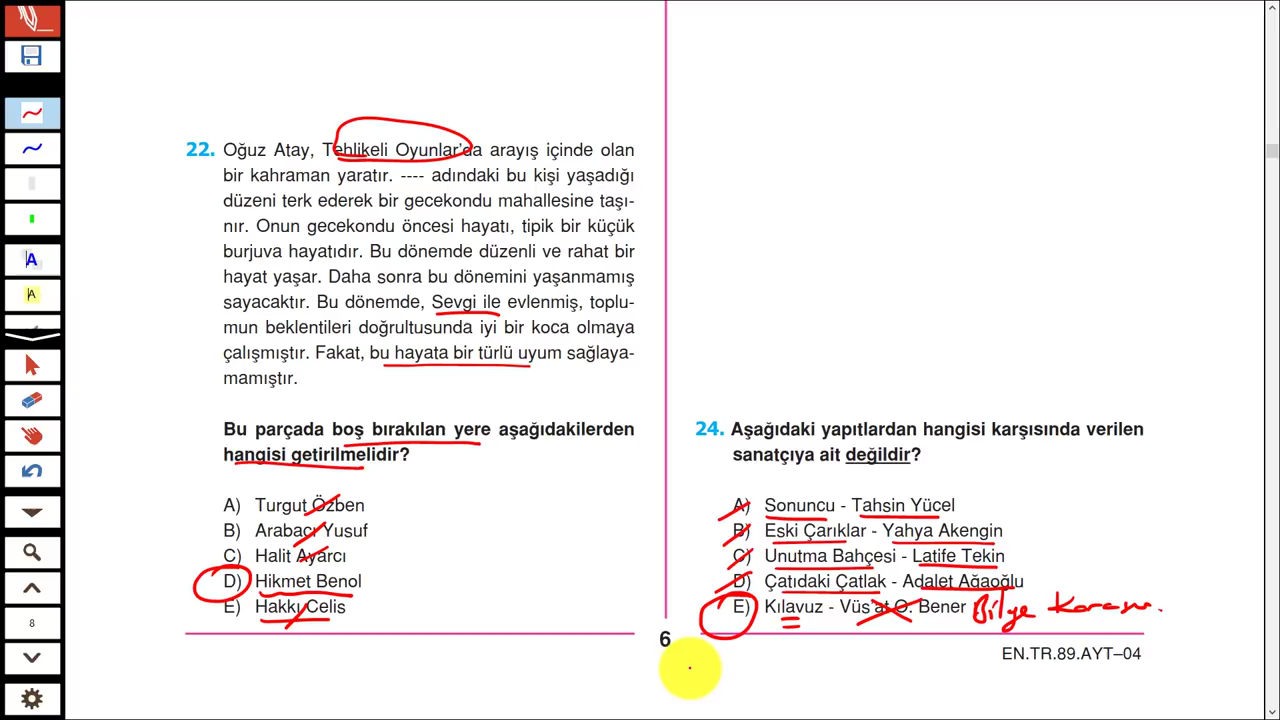 22. Oğuz Atay, Tehlikeli Oyunlar'da arayış içinde olan
bir kahraman yaratır. ---- adındaki bu kişi yaşadığı
düzeni terk ederek bir gecekondu mahallesine taşı-
nır. Onun gecekondu öncesi hayatı, tipik bir küçük
burjuva hayatıdır. Bu dönemde düzenli ve rahat bir
hayat yaşar. Daha sonra bu dönemini yaşanmamış
sayacaktır. Bu dönemde, Sevgi ile evlenmiş, toplu-
mun beklentileri doğrultusunda iyi bir koca olmaya
çalışmıştır. Fakat, bu hayata bir türlü uyum sağlaya-
mamıştır.
Bu parçada boş bırakılan yere aşağıdakilerden
hangisi getirilmelidir?
A) Turgut Özben
B) Arabacı Yusuf
C) Halit Ayarcı
D) Hikmet Benol
E) Hakkı Celis
24. Aşağıdaki yapıtlardan hangisi karşısında verilen
sanatçıya ait değildir?
A) Sonuncu - Tahsin Yücel
B) Eski Çarıklar - Yahya Akengin
C) Unutma Bahçesi - Latife Tekin
D) Çatıdaki Çatlak - Adalet Ağaoğlu
E) Kılavuz - Vüs'at O. Bener Bilge Karasu.
6
EN.TR.89.AYT–04
A
A
8